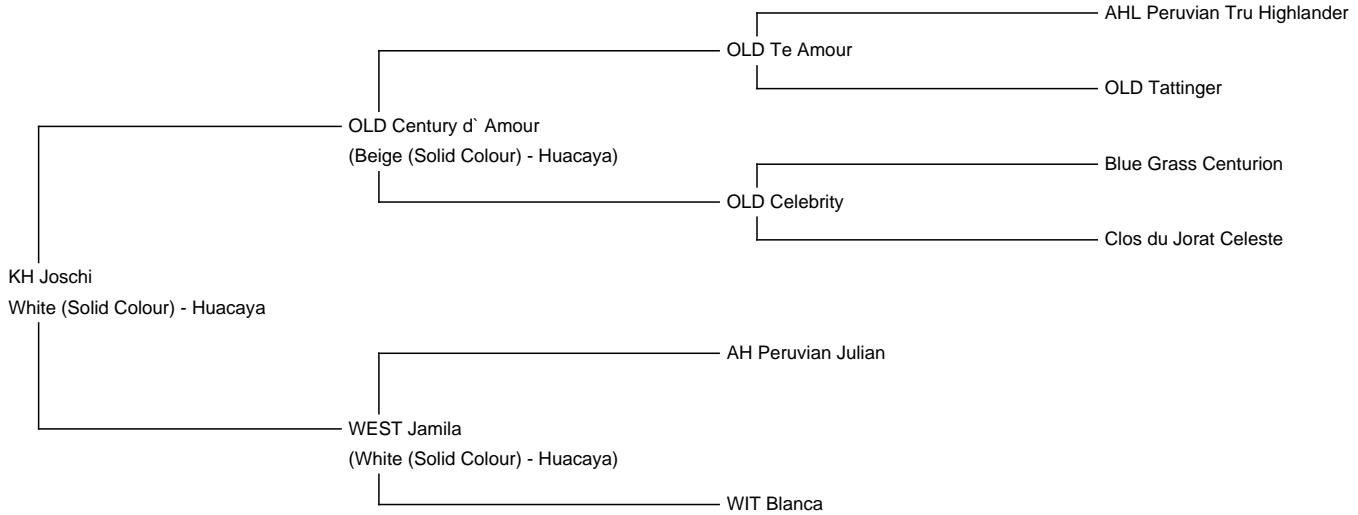 AHL Peruvian Tru Highlander
OLD Te Amour
OLD Tattinger
OLD Century d` Amour
(Beige (Solid Colour) - Huacaya)
Blue Grass Centurion
OLD Celebrity
Clos du Jorat Celeste
KH Joschi
White (Solid Colour) - Huacaya
AH Peruvian Julian
WEST Jamila
(White (Solid Colour) - Huacaya)
WIT Blanca